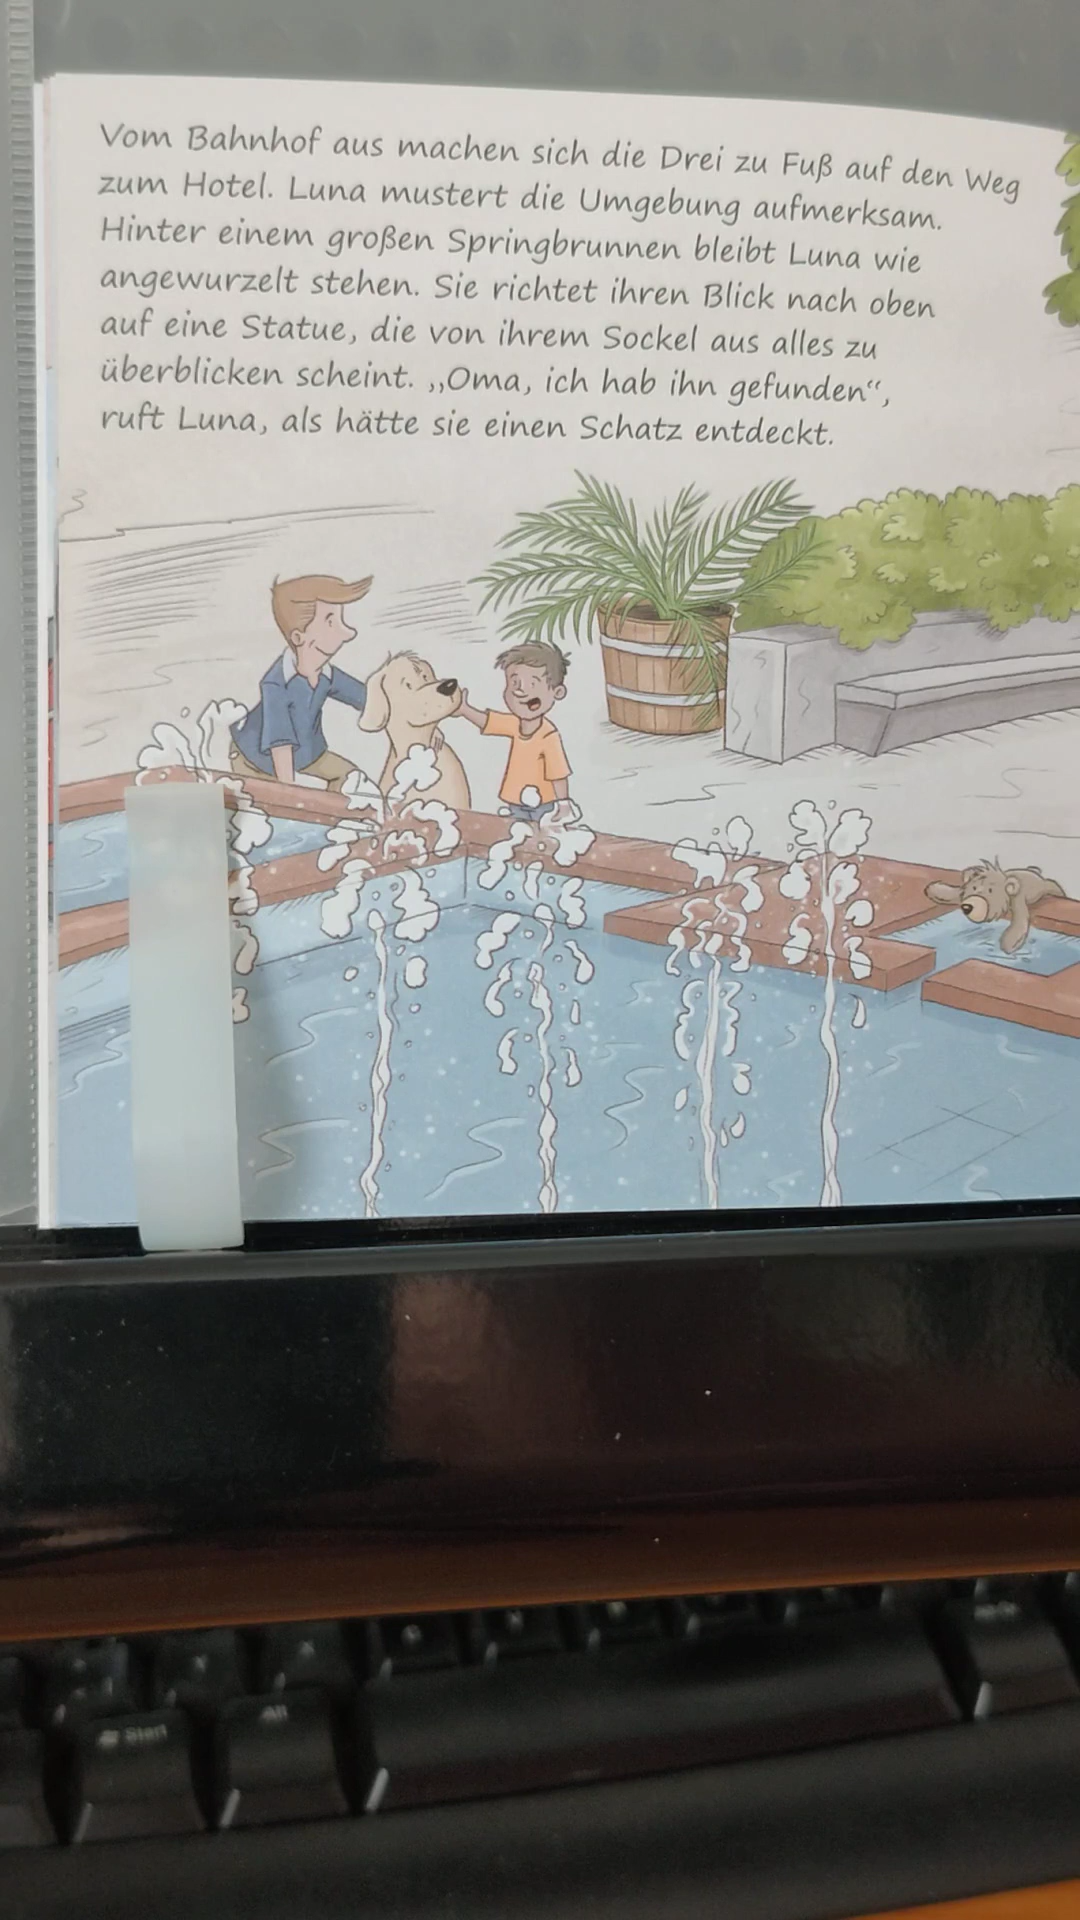 Vom Bahnhof aus machen sich die Drei zu Fuß auf den Weg
zum Hotel. Luna mustert die Umgebung aufmerksam.
Hinter einem großen Springbrunnen bleibt Luna wie
angewurzelt stehen. Sie richtet ihren Blick nach oben
auf eine Statue, die von ihrem Sockel aus alles zu
überblicken scheint. „Oma, ich hab ihn gefunden“,
ruft Luna, als hätte sie einen Schatz entdeckt.
Start
Alt